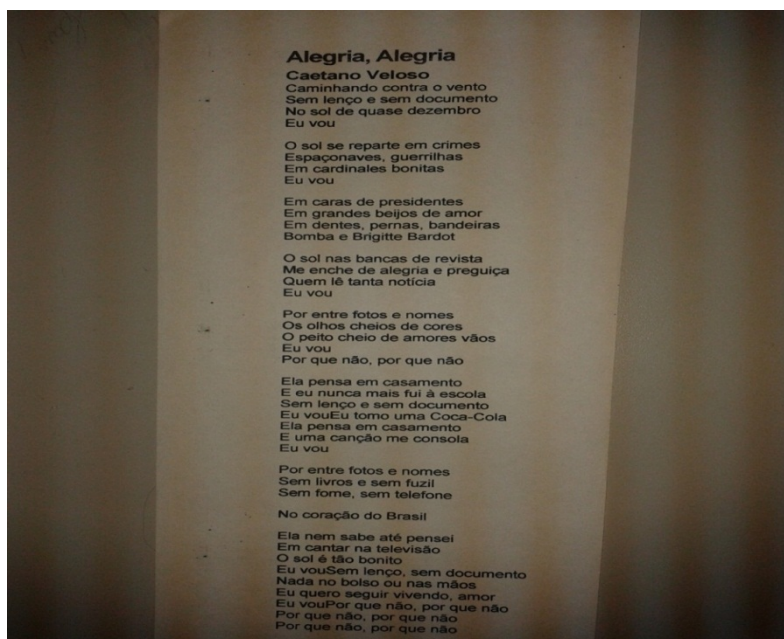 Alegria, Alegria
Caetano Veloso
Caminhando contra o vento
Sem lenço e sem documento
No sol de quase dezembro
Eu vou
O sol se reparte em crimes
Espaçonaves, guerrilhas
Em cardinales bonitas
Eu vou
Em caras de presidentes
Em grandes beijos de amor
Em dentes, pernas, bandeiras
Bomba e Brigitte Bardot
O sol nas bancas de revista
Me enche de alegria e preguiça
Quem lê tanta notícia
Eu vou
Por entre fotos e nomes
Os olhos cheios de cores
O peito cheio de amores vãos
Eu vou
Por que não, por que não
Ela pensa em casamento
E eu nunca mais fui à escola
Sem lenço e sem documento
Eu vouEu tomo uma Coca-Cola
Ela pensa em casamento
E uma canção me consola
Eu vou
Por entre fotos e nomes
Sem livros e sem fuzil
Sem fome, sem telefone
No coração do Brasil
Ela nem sabe até pensei
Em cantar na televisão
O sol é tão bonito
Eu vouSem lenço, sem documento
Nada no bolso ou nas mãos
Eu quero seguir vivendo, amor
Eu vouPor que não, por que não
Por que não, por que não
Por que não, por que não